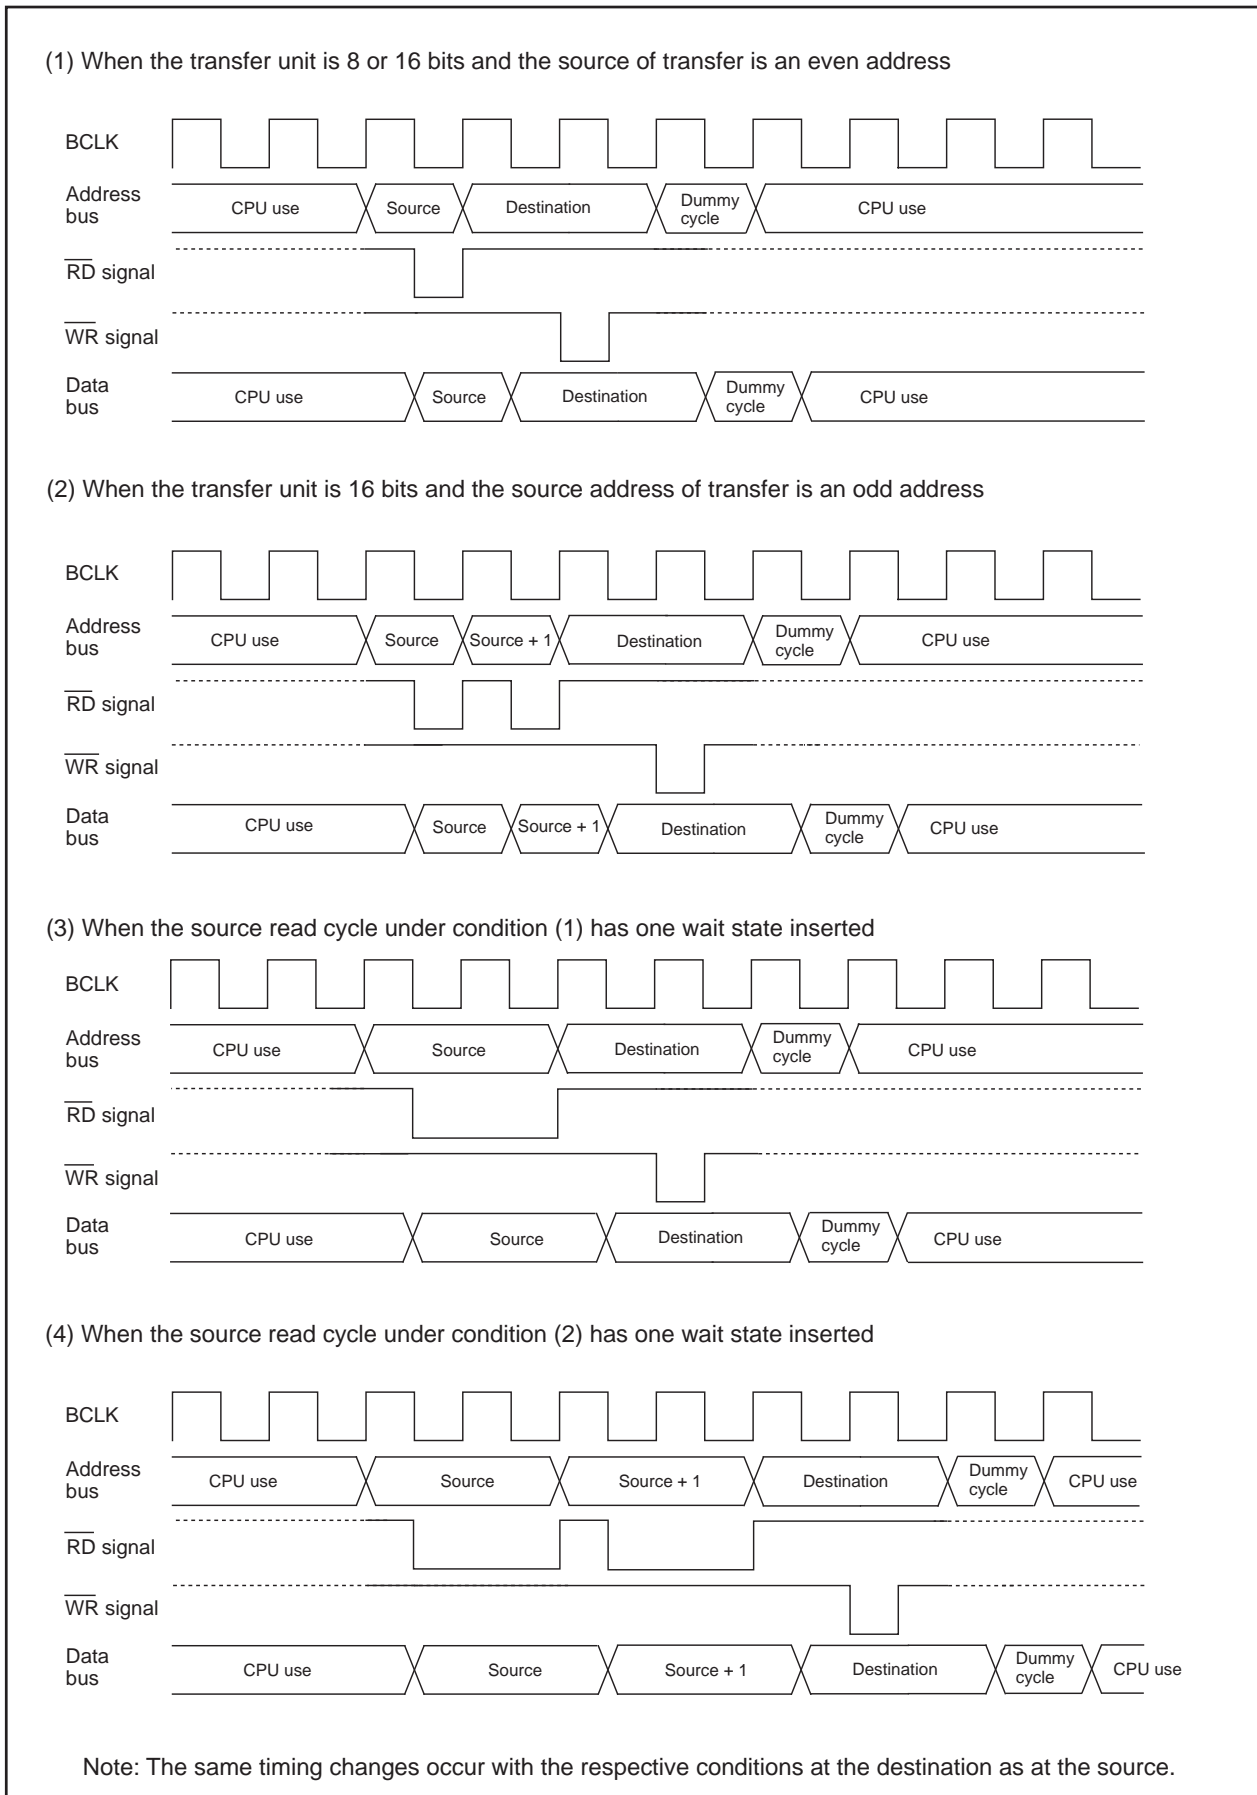 (1) When the transfer unit is 8 or 16 bits and the source of transfer is an even address
BCLK
Address
bus
CPU use
Source
Destination
Dummy
cycle
CPU use
RD signal
WR signal
Data
bus
CPU use
Source
Destination
Dummy
cycle
CPU use
(2) When the transfer unit is 16 bits and the source address of transfer is an odd address
BCLK
Address
bus
CPU use
Source
Source + 1
Destination
Dummy
cycle
CPU use
RD signal
WR signal
Data
bus
CPU use
Source
Source + 1
Destination
Dummy
cycle
CPU use
(3) When the source read cycle under condition (1) has one wait state inserted
BCLK
Address
bus
CPU use
Source
Destination
Dummy
cycle
CPU use
RD signal
WR signal
Data
bus
CPU use
Source
Destination
Dummy
cycle
CPU use
(4) When the source read cycle under condition (2) has one wait state inserted
BCLK
Address
bus
CPU use
Source
Source + 1
Destination
Dummy
cycle
CPU use
RD signal
WR signal
Data
bus
CPU use
Source
Source + 1
Destination
Dummy
cycle
CPU use
Note: The same timing changes occur with the respective conditions at the destination as at the source.